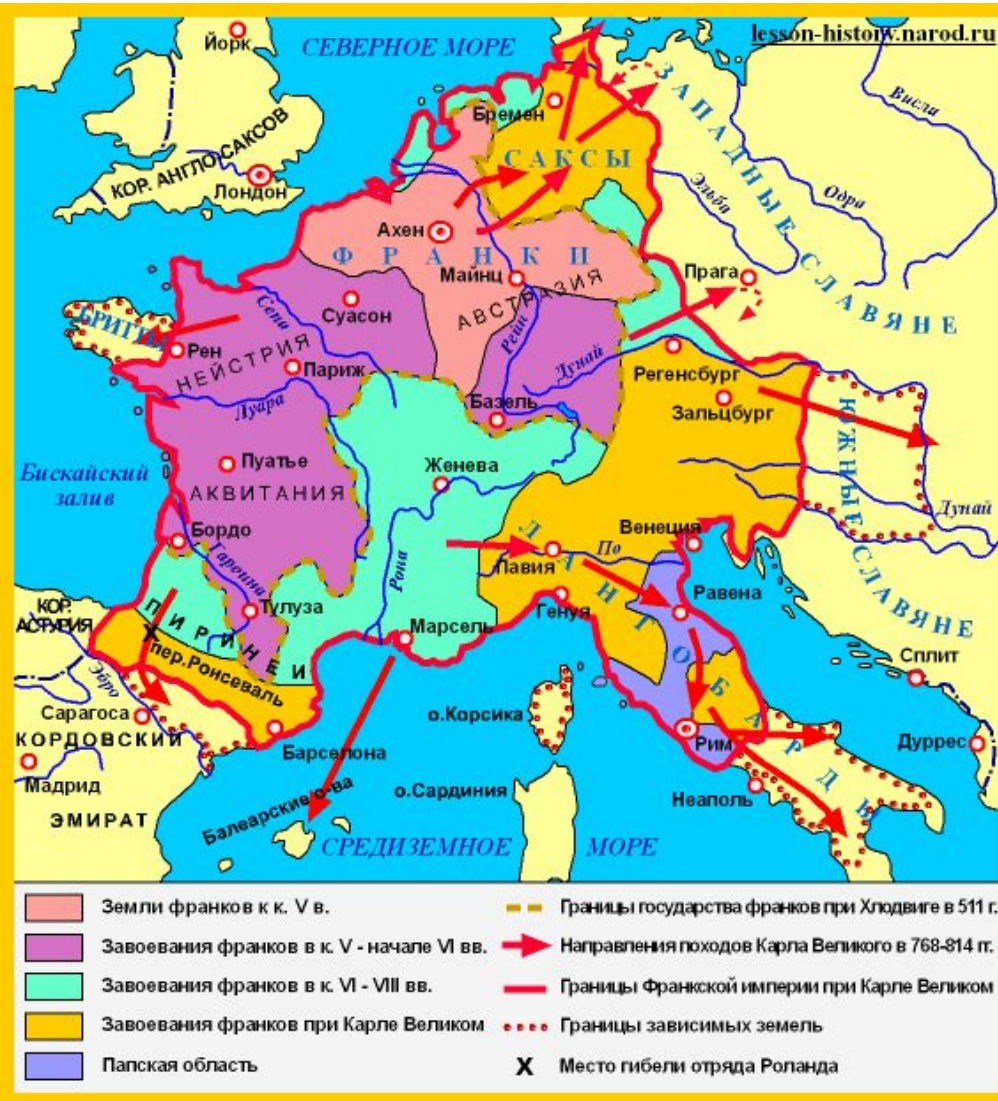 lesson-history.narod.ru
Йорк
СЕВЕРНОЕ МОРЕ
Бремен
ЗАПАДНЫЕ СЛАВЯНЕ
Висла
КОР. АНГЛО-САКСОВ
САКСЫ
Лондон
Эльба
Одра
Ахен
ФРАНКИ
Майнц
Прага
АВСТРАЗИЯ
Суасон
Сена
Рейн
БРИТЫ
Рен
НЕЙСТРИЯ
Париж
Дунай
Регенсбург
Луара
Базель
Зальцбург
ЮЖНЫЕ СЛАВЯНЕ
Бискайский
залив
Пуатье
Женева
АКВИТАНИЯ
Дунай
Бордо
Венеция
ЛАНГОБАРДЫ
По
Гаронна
Рона
Павия
Равена
КОР.
АСТАРИЯ
ПИРИНЕИ
Тулуза
Генуя
Марсель
X
пер.Ронсеваль
Сплит
Эйро
Сарагоса
о.Корсика
КОРДОВСКИЙ
Барселона
Рим
Дуррес
Мадрид
о.Сардиния
Неаполь
ЭМИРАТ
Балеарские о-ва
СРЕДИЗЕМНОЕ МОРЕ
Земли франков к к. V в.
Границы государства франков при Хлодвиге в 511 г.
Завоевания франков в к. V - начале VI вв.
Направления походов Карла Великого в 768-814 гг.
Завоевания франков в к. VI - VIII вв.
Границы Франкской империи при Карле Великом
Завоевания франков при Карле Великом
Границы зависимых земель
Папская область
X Место гибели отряда Роланда